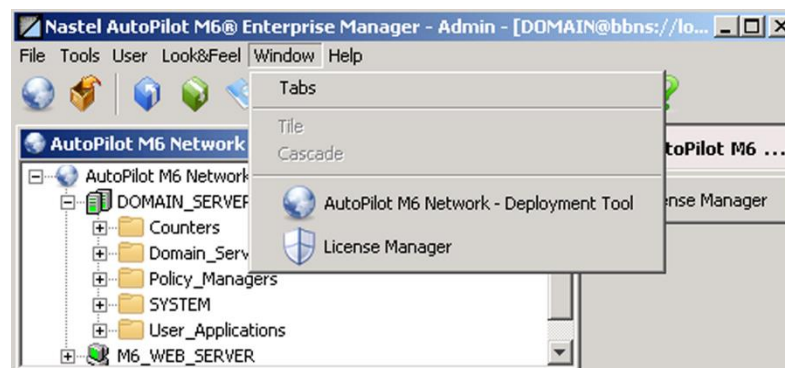 Nastel AutoPilot M6® Enterprise Manager - Admin - [DOMAIN@bbns://lo...
File Tools User Look&Feel Window Help
Tabs
Tile
Cascade
AutoPilot M6 Network - Deployment Tool
License Manager
AutoPilot M6 Network
AutoPilot M6 Network
DOMAIN_SERVER
Counters
Domain_Serv
Policy_Managers
SYSTEM
User_Applications
M6_WEB_SERVER
toPilot M6 ...
nse Manager